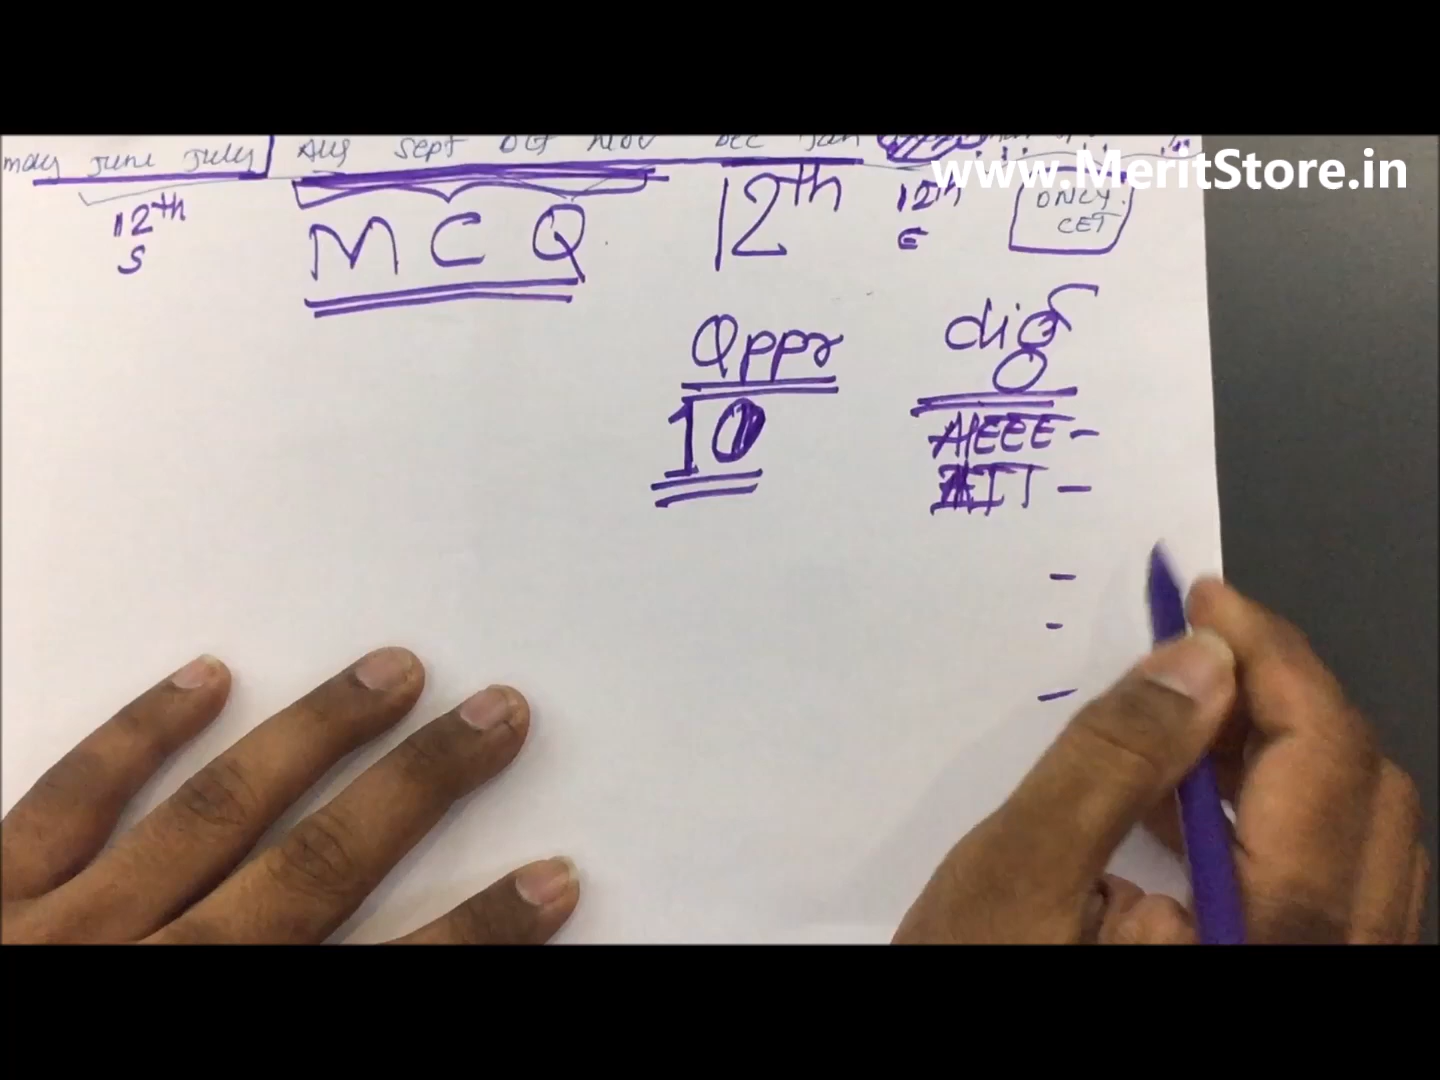 may June July Aug Sept Oct Nov Dec Jan
www.MeritStore.in
12th
S
MCQ
12th
12th
E
ONLY.
CET
Qppr
10
dig
AIEEE -
IIT -